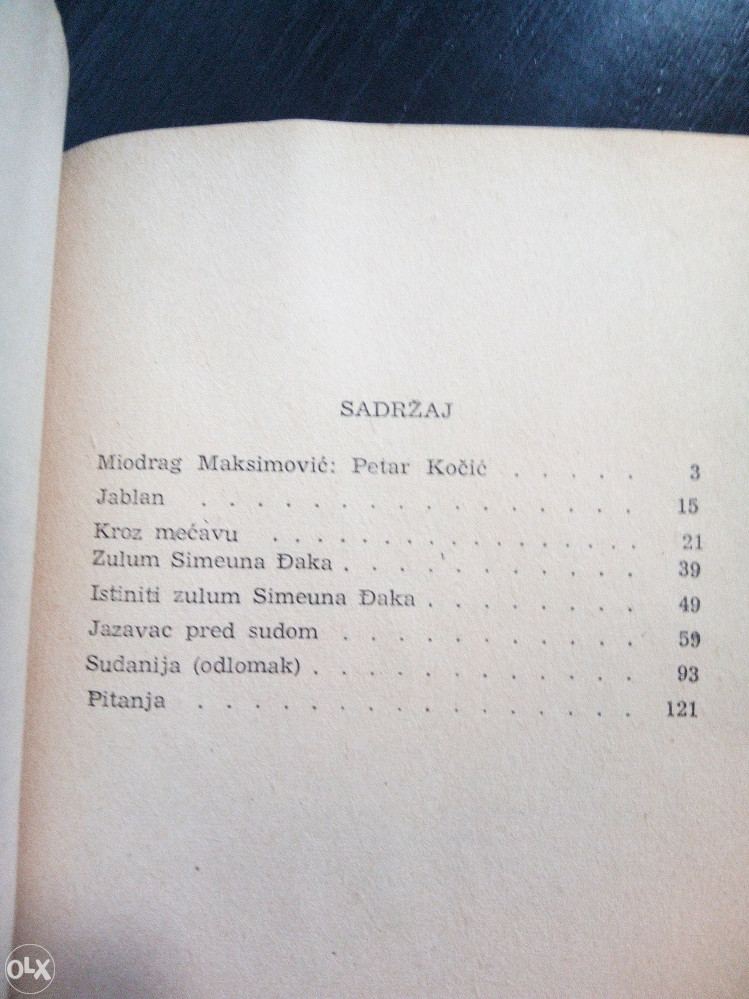 SADRŽAJ
Miodrag Maksimović: Petar Kočić . . . . . 3
Jablan . . . . . . . . . . . . . . . . 15
Kroz mećavu . . . . . . . . . . . . . . 21
Zulum Simeuna Đaka . . . . . . . . . . . 39
Istiniti zulum Simeuna Đaka . . . . . . . . 49
Jazavac pred sudom . . . . . . . . . . . 59
Sudanija (odlomak) . . . . . . . . . . . . 93
Pitanja . . . . . . . . . . . . . . . . 121
OLX